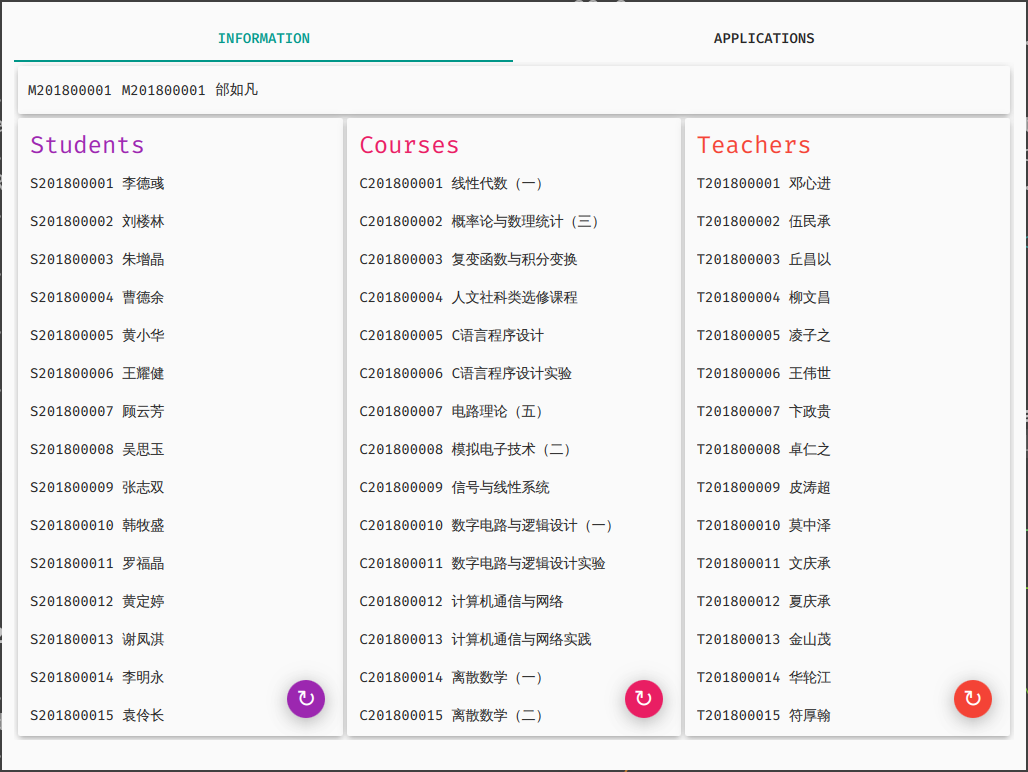 INFORMATION
APPLICATIONS
M201800001 M201800001 邰如凡
Students
S201800001 李德彧
S201800002 刘楼林
S201800003 朱增晶
S201800004 曹德余
S201800005 黄小华
S201800006 王耀健
S201800007 顾云芳
S201800008 吴思玉
S201800009 张志双
S201800010 韩牧盛
S201800011 罗福晶
S201800012 黄定婷
S201800013 谢凤淇
S201800014 李明永
S201800015 袁伶长
Courses
C201800001 线性代数（一）
C201800002 概率论与数理统计（三）
C201800003 复变函数与积分变换
C201800004 人文社科类选修课程
C201800005 C语言程序设计
C201800006 C语言程序设计实验
C201800007 电路理论（五）
C201800008 模拟电子技术（二）
C201800009 信号与线性系统
C201800010 数字电路与逻辑设计（一）
C201800011 数字电路与逻辑设计实验
C201800012 计算机通信与网络
C201800013 计算机通信与网络实践
C201800014 离散数学（一）
C201800015 离散数学（二）
Teachers
T201800001 邓心进
T201800002 伍民承
T201800003 丘昌以
T201800004 柳文昌
T201800005 凌子之
T201800006 王伟世
T201800007 卞政贵
T201800008 卓仁之
T201800009 皮涛超
T201800010 莫中泽
T201800011 文庆承
T201800012 夏庆承
T201800013 金山茂
T201800014 华轮江
T201800015 符厚翰